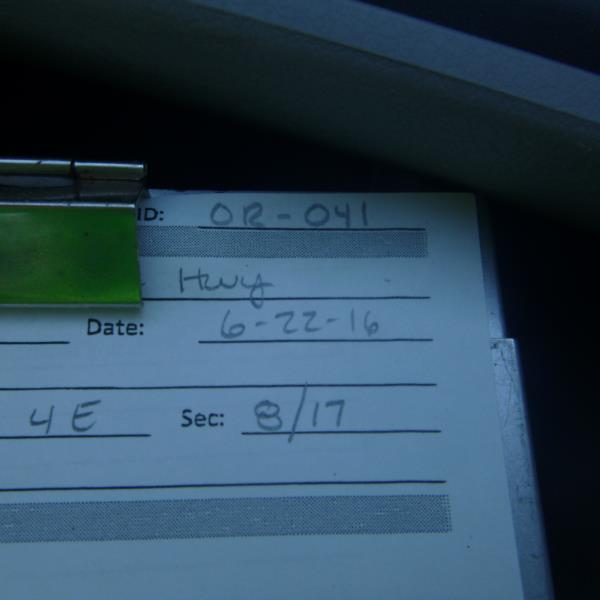 ID: OR-041
Hwy
Date: 6-22-16
4E Sec: 8/17